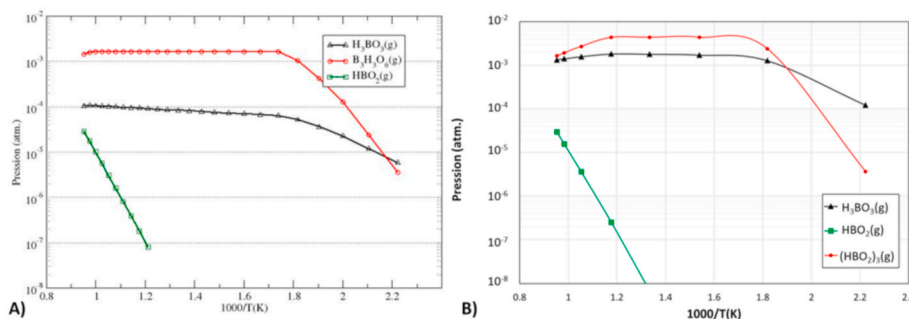 10⁻²
10⁻³
10⁻⁴
10⁻⁵
10⁻⁶
10⁻⁷
10⁻⁸
Pression (atm.)
H₃BO₃(g)
B₃H₃O₆(g)
HBO₂(g)
0.8 1 1.2 1.4 1.6 1.8 2 2.2
1000/T(K)
A)
10⁻²
10⁻³
10⁻⁴
10⁻⁵
10⁻⁶
10⁻⁷
10⁻⁸
Pression (atm.)
H₃BO₃(g)
HBO₂(g)
(HBO₂)₃(g)
0.8 1 1.2 1.4 1.6 1.8 2 2.2
1000/T(K)
B)